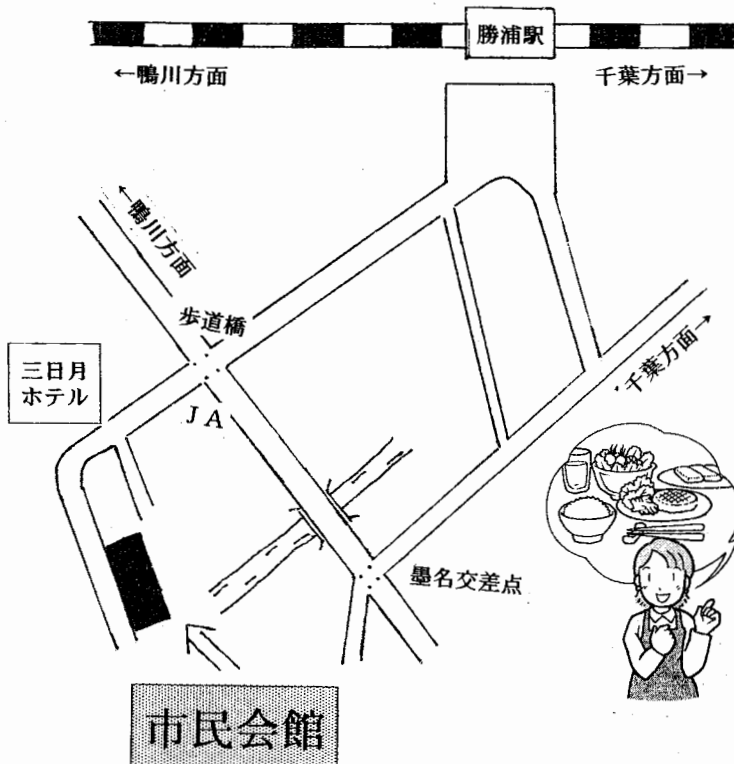 勝浦駅
←鴨川方面
千葉方面→
←鴨川方面
歩道橋
三日月
ホテル
JA
千葉方面→
墨名交差点
市民会館